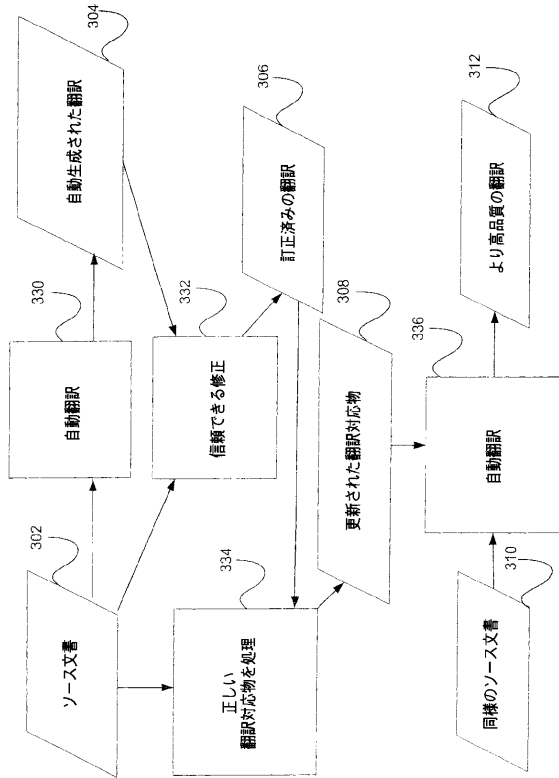 ソース文書
302
自動翻訳
330
自動生成された翻訳
304
信頼できる修正
332
訂正済みの翻訳
306
正しい
翻訳対応物を処理
334
更新された翻訳対応物
308
同様のソース文書
310
自動翻訳
336
より高品質の翻訳
312